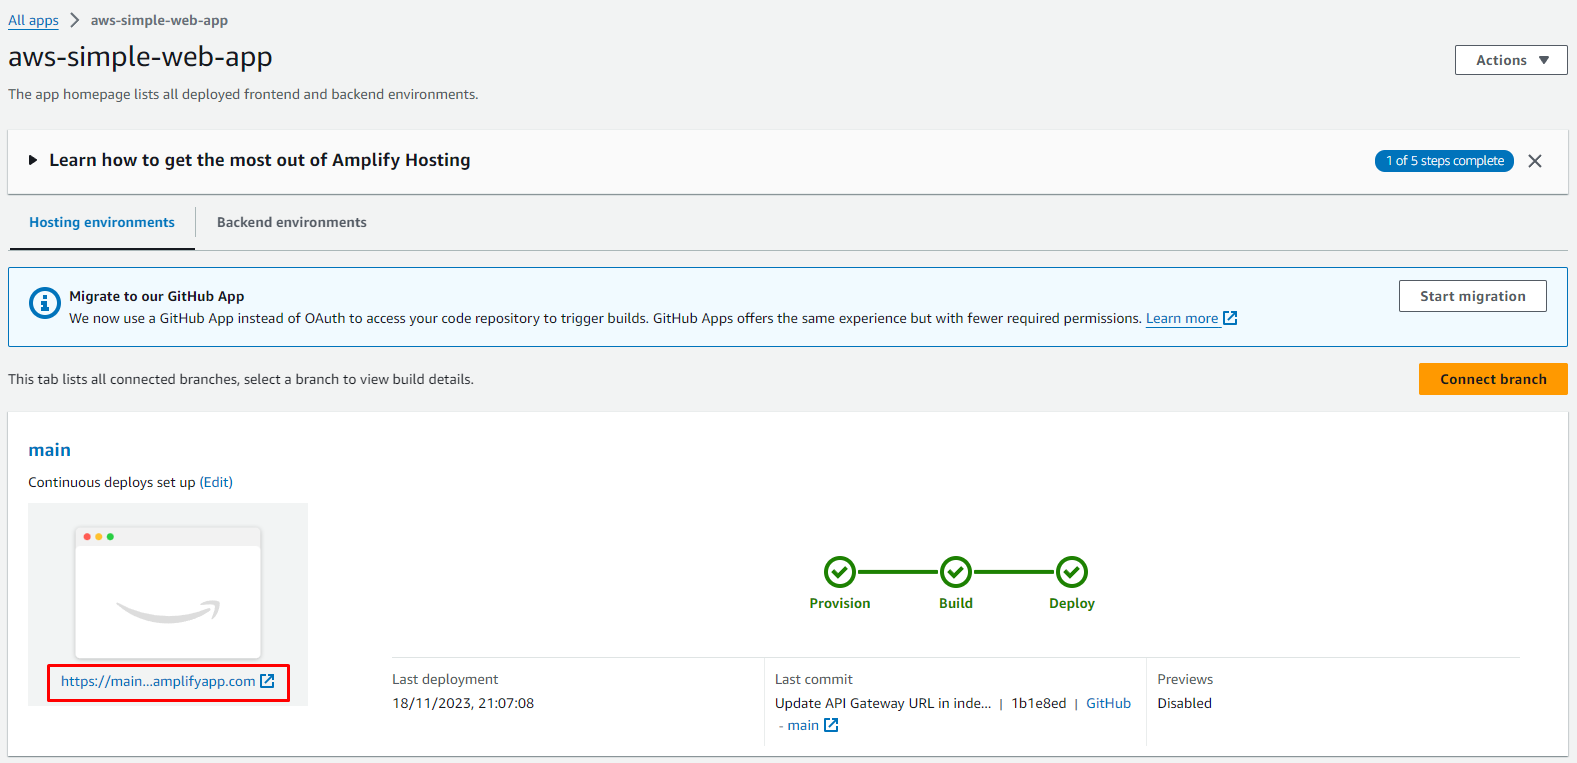 All apps > aws-simple-web-app
aws-simple-web-app
Actions
The app homepage lists all deployed frontend and backend environments.
Learn how to get the most out of Amplify Hosting
1 of 5 steps complete
Hosting environments
Backend environments
Migrate to our GitHub App
Start migration
We now use a GitHub App instead of OAuth to access your code repository to trigger builds. GitHub Apps offers the same experience but with fewer required permissions. Learn more
This tab lists all connected branches, select a branch to view build details.
Connect branch
main
Continuous deploys set up (Edit)
https://main...amplifyapp.com
Provision
Build
Deploy
Last deployment
18/11/2023, 21:07:08
Last commit
Update API Gateway URL in inde... | 1b1e8ed | GitHub
- main
Previews
Disabled